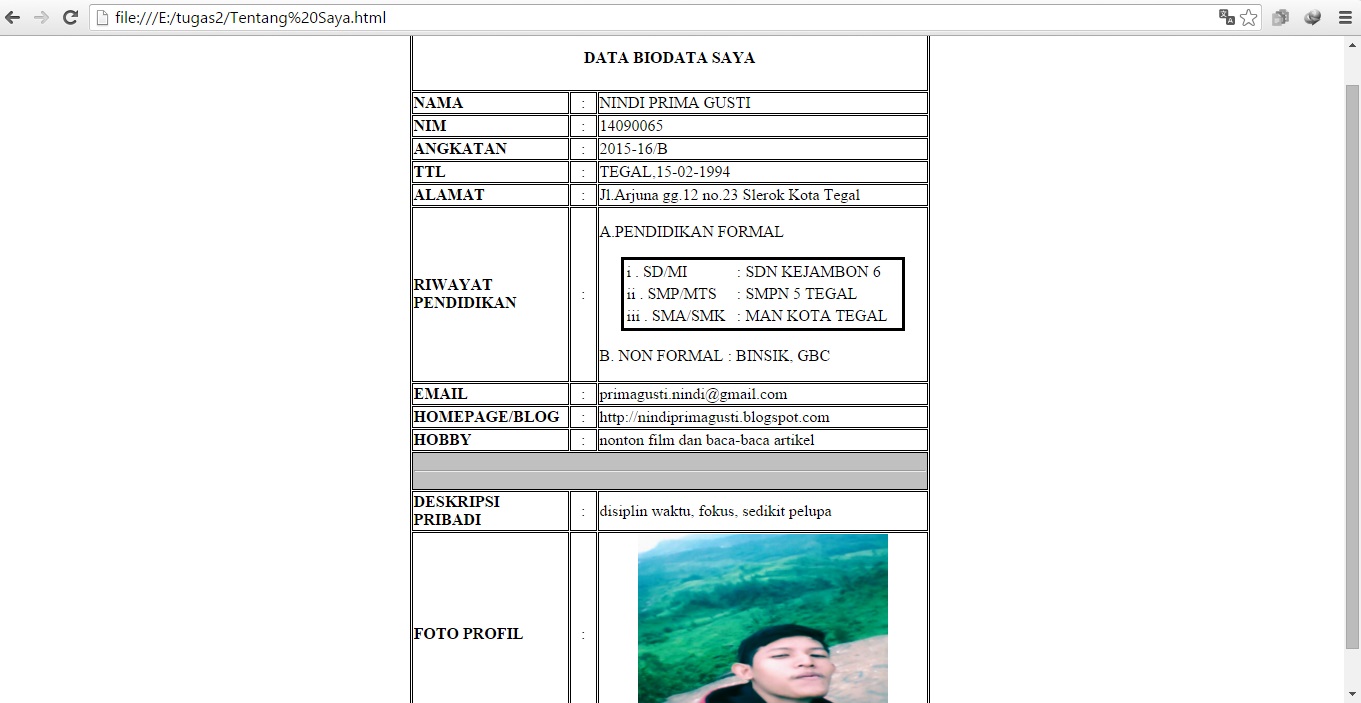 file:///E:/tugas2/Tentang%20Saya.html
DATA BIODATA SAYA
NAMA : NINDI PRIMA GUSTI
NIM : 14090065
ANGKATAN : 2015-16/B
TTL : TEGAL,15-02-1994
ALAMAT : Jl.Arjuna gg.12 no.23 Slerok Kota Tegal
RIWAYAT
PENDIDIKAN :
A.PENDIDIKAN FORMAL
i . SD/MI : SDN KEJAMBON 6
ii . SMP/MTS : SMPN 5 TEGAL
iii . SMA/SMK : MAN KOTA TEGAL
B. NON FORMAL : BINSIK, GBC
EMAIL : primagusti.nindi@gmail.com
HOMEPAGE/BLOG : http://nindiprimagusti.blogspot.com
HOBBY : nonton film dan baca-baca artikel
DESKRIPSI
PRIBADI : disiplin waktu, fokus, sedikit pelupa
FOTO PROFIL :